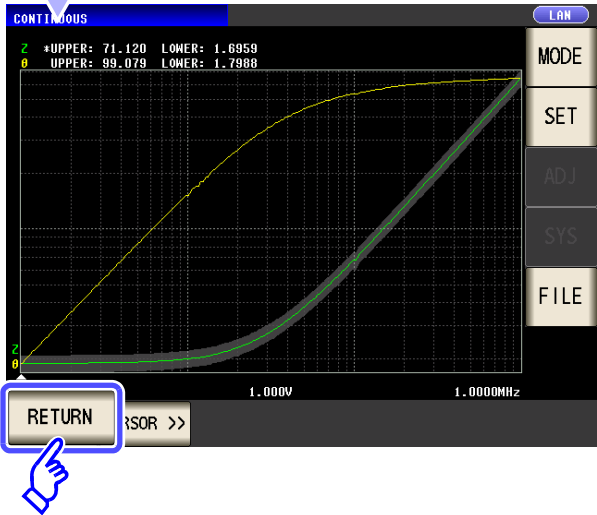 CONTINUOUS
LAN
Z *UPPER: 71.120 LOWER: 1.6959
θ UPPER: 99.079 LOWER: 1.7988
MODE
SET
ADJ
SYS
FILE
Z
θ
1.000V 1.0000MHz
RETURN
RSOR >>